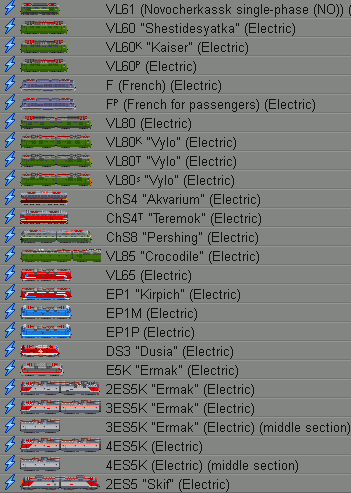 VL61 (Novocherkassk single-phase (NO)) (
VL60 "Shestidesyatka" (Electric)
VL60ᴷ "Kaiser" (Electric)
VL60ᴾ (Electric)
F (French) (Electric)
Fᴾ (French for passengers) (Electric)
VL80 (Electric)
VL80ᴷ "Vylo" (Electric)
VL80ᵀ "Vylo" (Electric)
VL80ˢ "Vylo" (Electric)
ChS4 "Akvarium" (Electric)
ChS4ᵀ "Teremok" (Electric)
ChS8 "Pershing" (Electric)
VL85 "Crocodile" (Electric)
VL65 (Electric)
EP1 "Kirpich" (Electric)
EP1M (Electric)
EP1P (Electric)
DS3 "Dusia" (Electric)
E5K "Ermak" (Electric)
2ES5K "Ermak" (Electric)
3ES5K "Ermak" (Electric)
3ES5K "Ermak" (Electric) (middle section)
4ES5K (Electric)
4ES5K (Electric) (middle section)
2ES5 "Skif" (Electric)